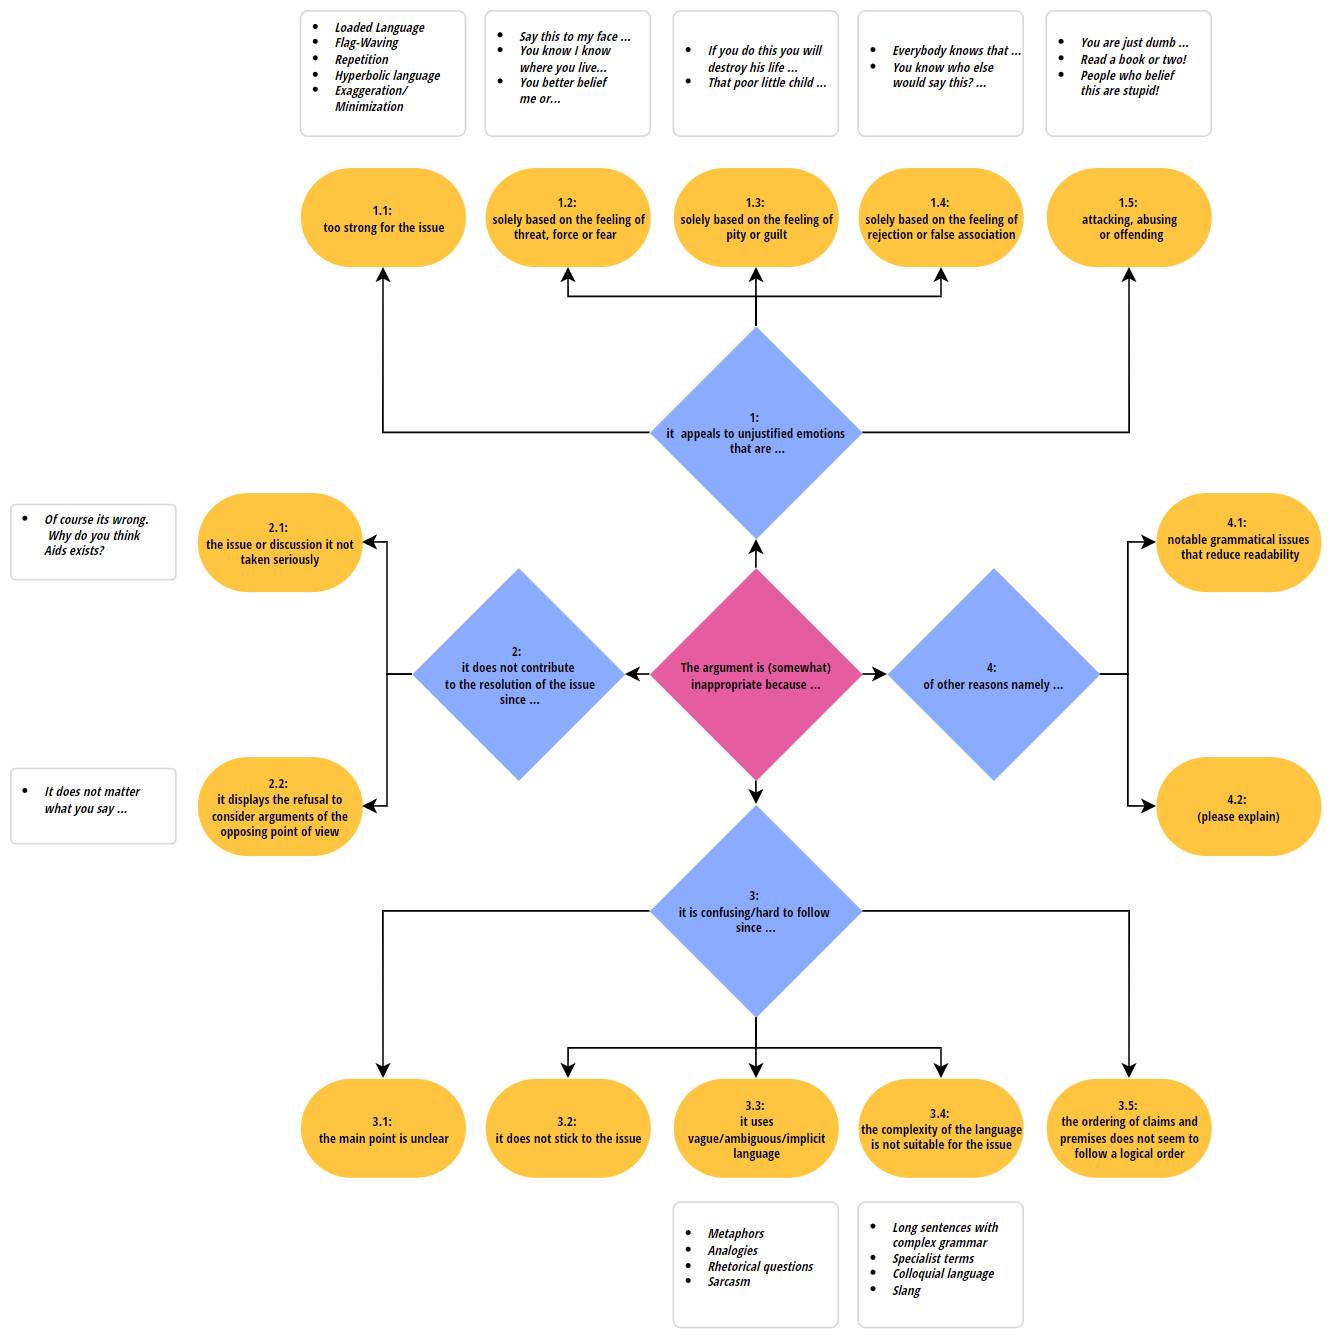 Loaded Language
Flag-Waving
Repetition
Hyperbolic language
Exaggeration/
Minimization
Say this to my face ...
You know I know
where you live...
You better belief
me or...
If you do this you will
destroy his life ...
That poor little child ...
Everybody knows that ...
You know who else
would say this? ...
You are just dumb ...
Read a book or two!
People who belief
this are stupid!
1.1:
too strong for the issue
1.2:
solely based on the feeling of
threat, force or fear
1.3:
solely based on the feeling of
pity or guilt
1.4:
solely based on the feeling of
rejection or false association
1.5:
attacking, abusing
or offending
1:
it appeals to unjustified emotions
that are ...
Of course its wrong.
Why do you think
Aids exists?
2.1:
the issue or discussion it not
taken seriously
4.1:
notable grammatical issues
that reduce readability
2:
it does not contribute
to the resolution of the issue
since ...
The argument is (somewhat)
inappropriate because ...
4:
of other reasons namely ...
It does not matter
what you say ...
2.2:
it displays the refusal to
consider arguments of the
opposing point of view
4.2:
(please explain)
3:
it is confusing/hard to follow
since ...
3.1:
the main point is unclear
3.2:
it does not stick to the issue
3.3:
it uses
vague/ambiguous/implicit
language
3.4:
the complexity of the language
is not suitable for the issue
3.5:
the ordering of claims and
premises does not seem to
follow a logical order
Metaphors
Analogies
Rhetorical questions
Sarcasm
Long sentences with
complex grammar
Specialist terms
Colloquial language
Slang